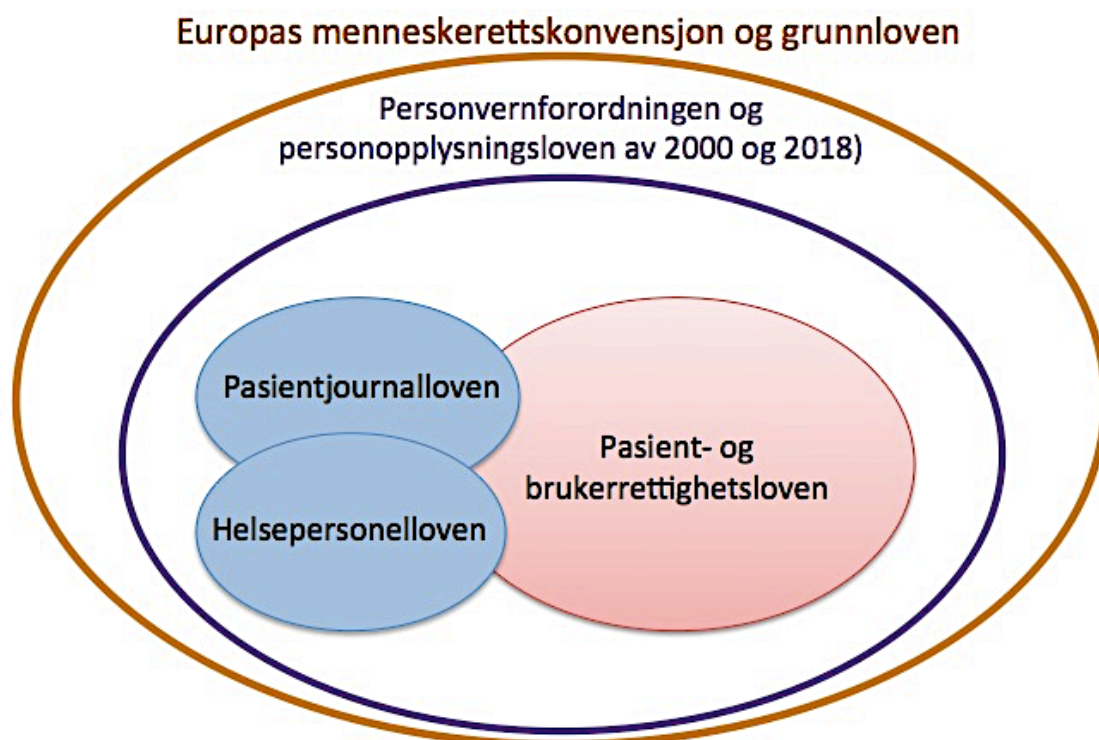 Europas menneskerettskonvensjon og grunnloven
Personvernforordningen og
personopplysningsloven av 2000 og 2018)
Pasientjournalloven
Helsepersonelloven
Pasient- og
brukerrettighetsloven